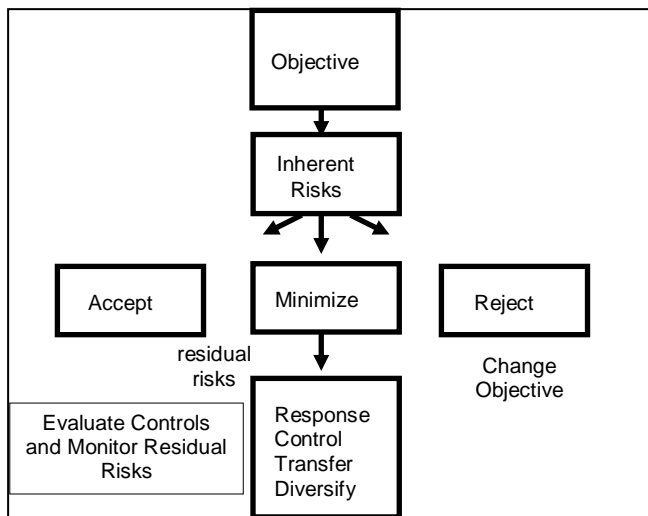 Objective
Inherent
Risks
Accept
Minimize
Reject
residual
risks
Change
Objective
Evaluate Controls
and Monitor Residual
Risks
Response
Control
Transfer
Diversify